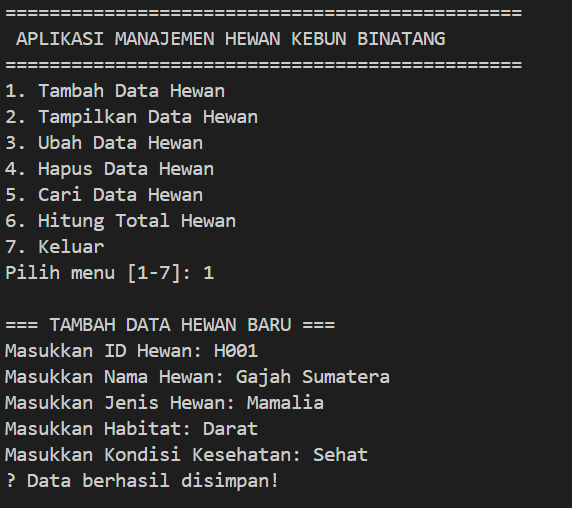 ===============================================
APLIKASI MANAJEMEN HEWAN KEBUN BINATANG
===============================================
1. Tambah Data Hewan
2. Tampilkan Data Hewan
3. Ubah Data Hewan
4. Hapus Data Hewan
5. Cari Data Hewan
6. Hitung Total Hewan
7. Keluar
Pilih menu [1-7]: 1
=== TAMBAH DATA HEWAN BARU ===
Masukkan ID Hewan: H001
Masukkan Nama Hewan: Gajah Sumatera
Masukkan Jenis Hewan: Mamalia
Masukkan Habitat: Darat
Masukkan Kondisi Kesehatan: Sehat
? Data berhasil disimpan!